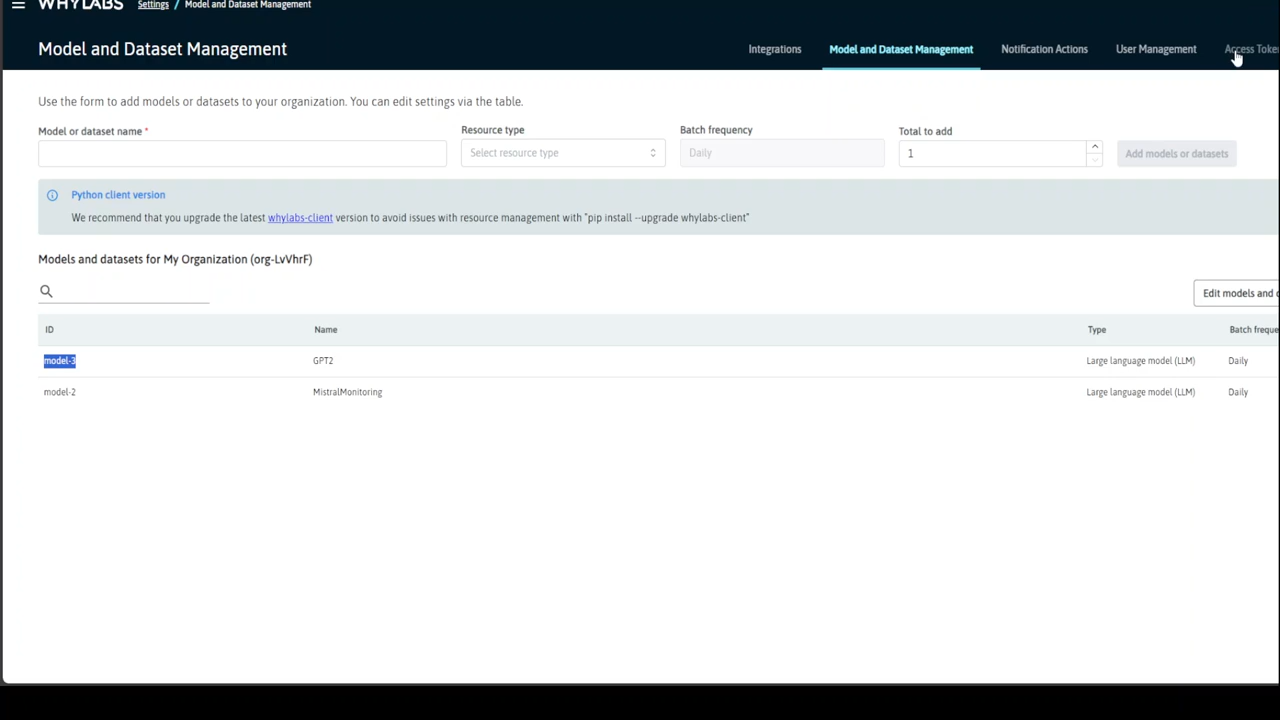 WHYLABS Settings / Model and Dataset Management
Model and Dataset Management
Integrations Model and Dataset Management Notification Actions User Management Access
Use the form to add models or datasets to your organization. You can edit settings via the table.
Model or dataset name * Resource type Batch frequency Total to add
Select resource type Daily 1 Add models or datasets
Python client version
We recommend that you upgrade the latest whylabs-client version to avoid issues with resource management with "pip install --upgrade whylabs-client"
Models and datasets for My Organization (org-LvVhrF)
Edit models and
ID Name Type Batch
model-3 GPT2 Large language model (LLM) Daily
model-2 MistralMonitoring Large language model (LLM) Daily